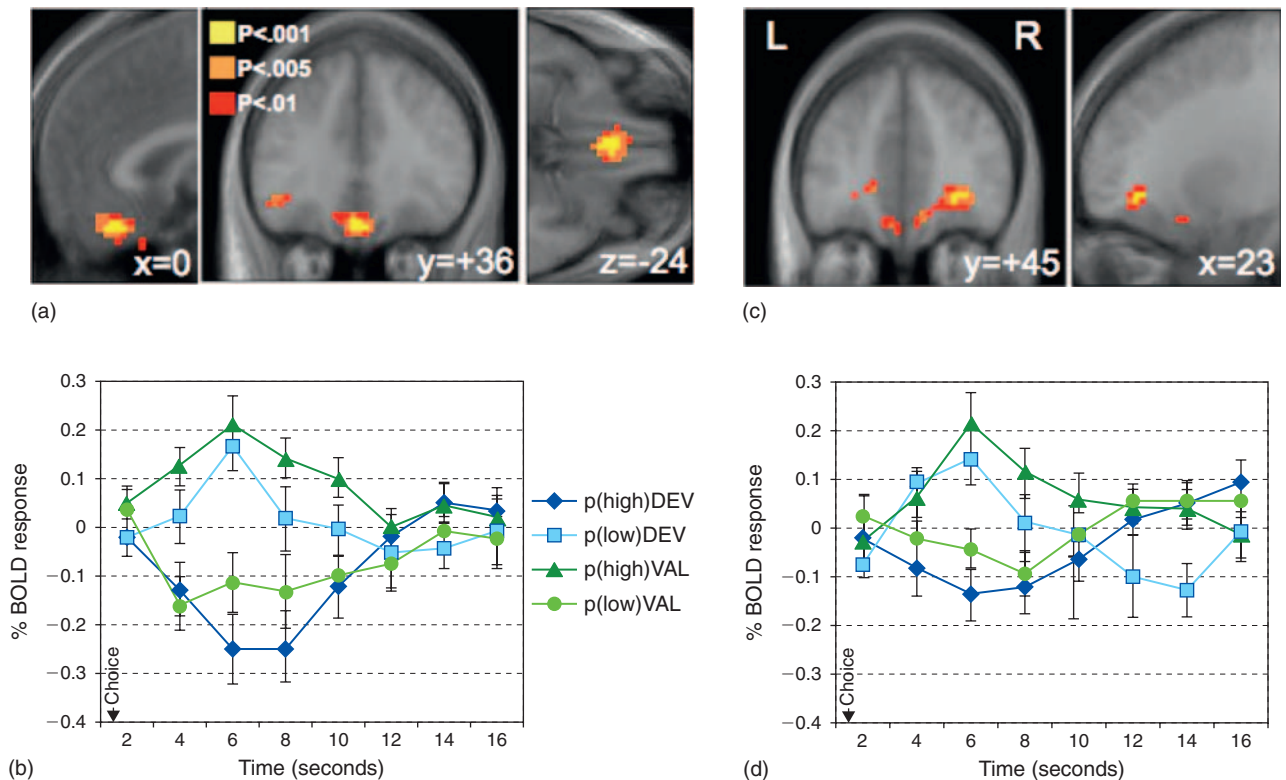 P<.001
P<.005
P<.01
x=0
y=+36
z=-24
(a)
L R
y=+45
x=23
(c)
0.3
0.2
0.1
0
−0.1
−0.2
−0.3
−0.4
% BOLD response
Choice
2 4 6 8 10 12 14 16
Time (seconds)
(b)
p(high)DEV
p(low)DEV
p(high)VAL
p(low)VAL
0.3
0.2
0.1
0
−0.1
−0.2
−0.3
−0.4
% BOLD response
Choice
2 4 6 8 10 12 14 16
Time (seconds)
(d)